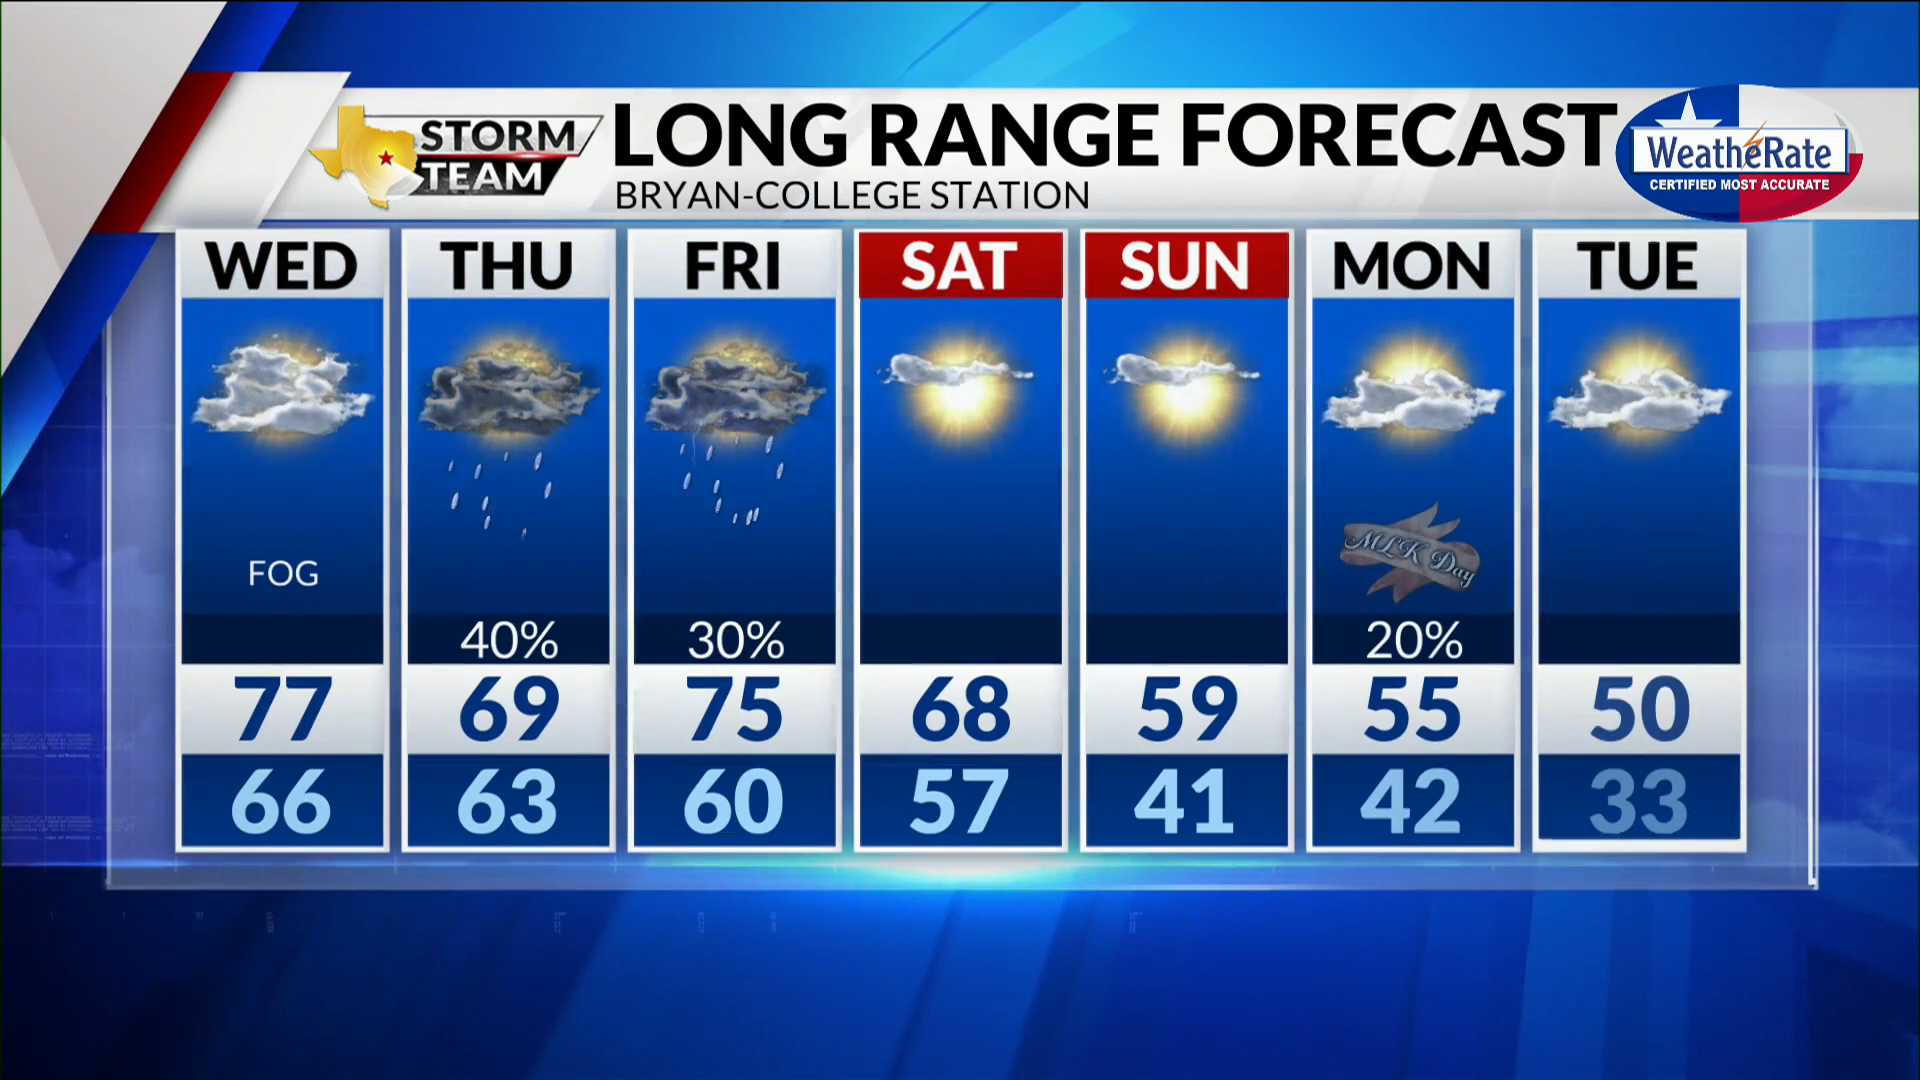 STORM
TEAM
LONG RANGE FORECAST
BRYAN-COLLEGE STATION
WeatheRate
CERTIFIED MOST ACCURATE
WED THU FRI SAT SUN MON TUE
MLK Day
FOG
40% 30% 20%
77 69 75 68 59 55 50
66 63 60 57 41 42 33